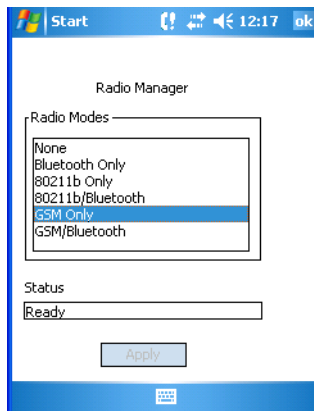 Start 12:17 ok
Radio Manager
Radio Modes
None
Bluetooth Only
80211b Only
80211b/Bluetooth
GSM Only
GSM/Bluetooth
Status
Ready
Apply